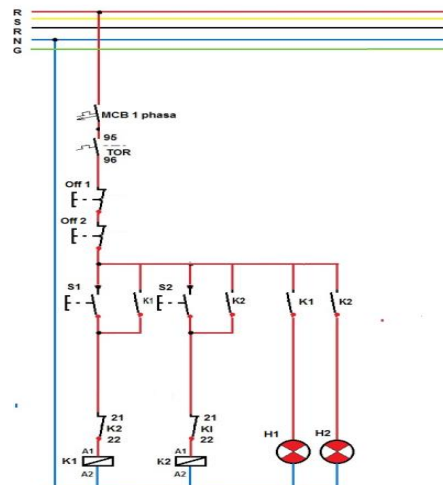 R
S
R
N
G
MCB 1 phasa
95
TOR
96
Off 1
Off 2
S1
K1
S2
K2
K1
K2
21
K2
22
21
KI
22
H1
H2
A1
K1
A2
A1
K2
A2